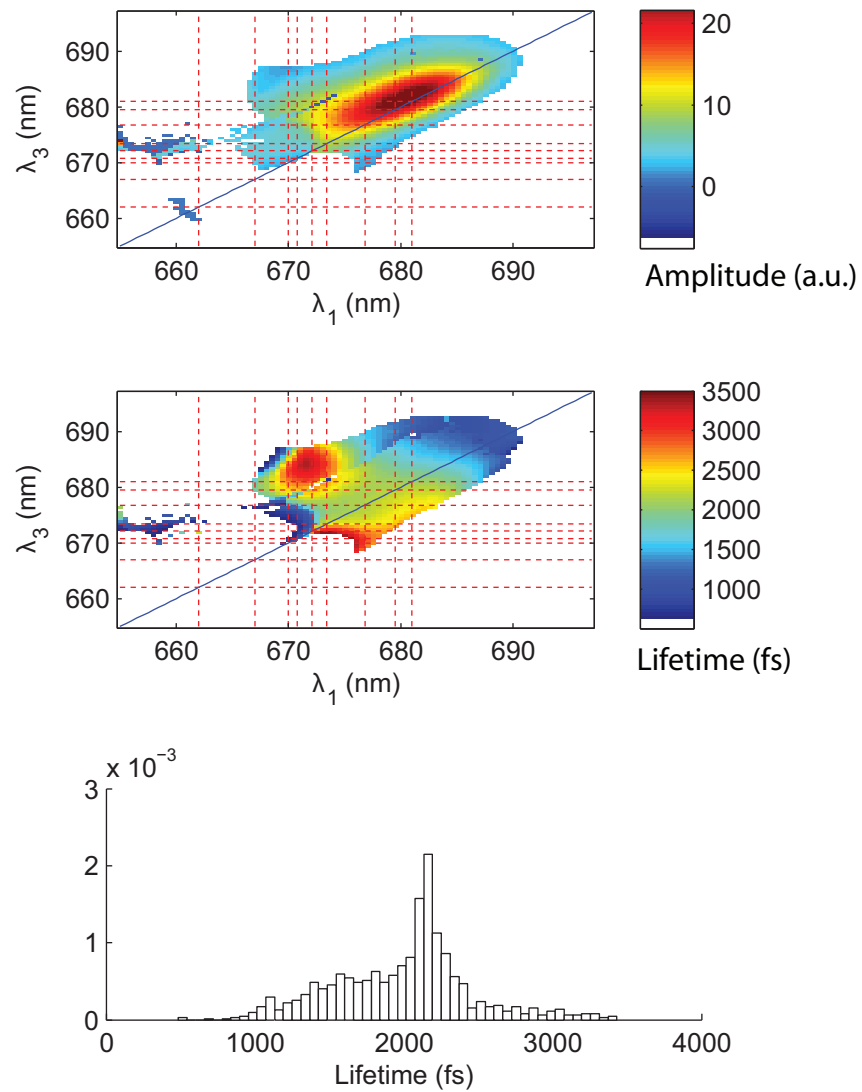 690
680
670
660
λ3 (nm)
660 670 680 690
λ1 (nm)
20
10
0
Amplitude (a.u.)
690
680
670
660
λ3 (nm)
660 670 680 690
λ1 (nm)
3500
3000
2500
2000
1500
1000
Lifetime (fs)
x 10−3
3
2
1
0
0 1000 2000 3000 4000
Lifetime (fs)